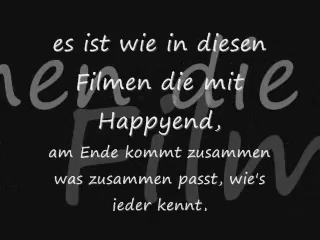 es ist wie in diesen
Filmen die mit
Happyend,
am Ende kommt zusammen
was zusammen passt, wie's
jeder kennt.